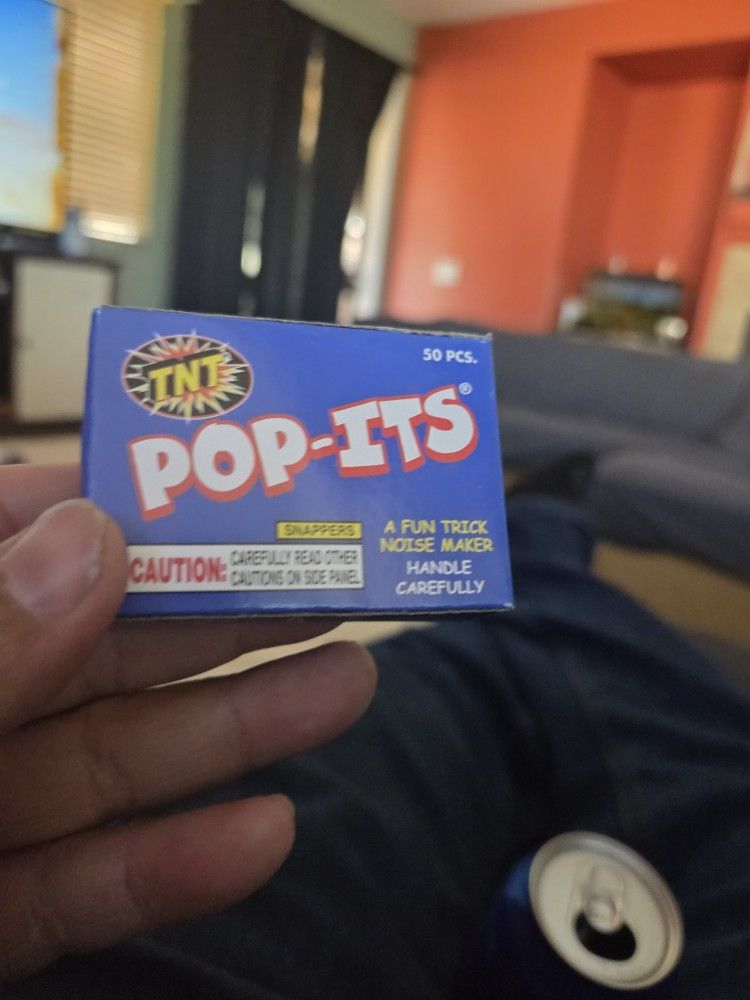 TNT
50 PCS.
POP-ITS®
SNAPPERS
CAUTION: CAREFULLY READ OTHER
CAUTIONS ON SIDE PANEL
A FUN TRICK
NOISE MAKER
HANDLE
CAREFULLY